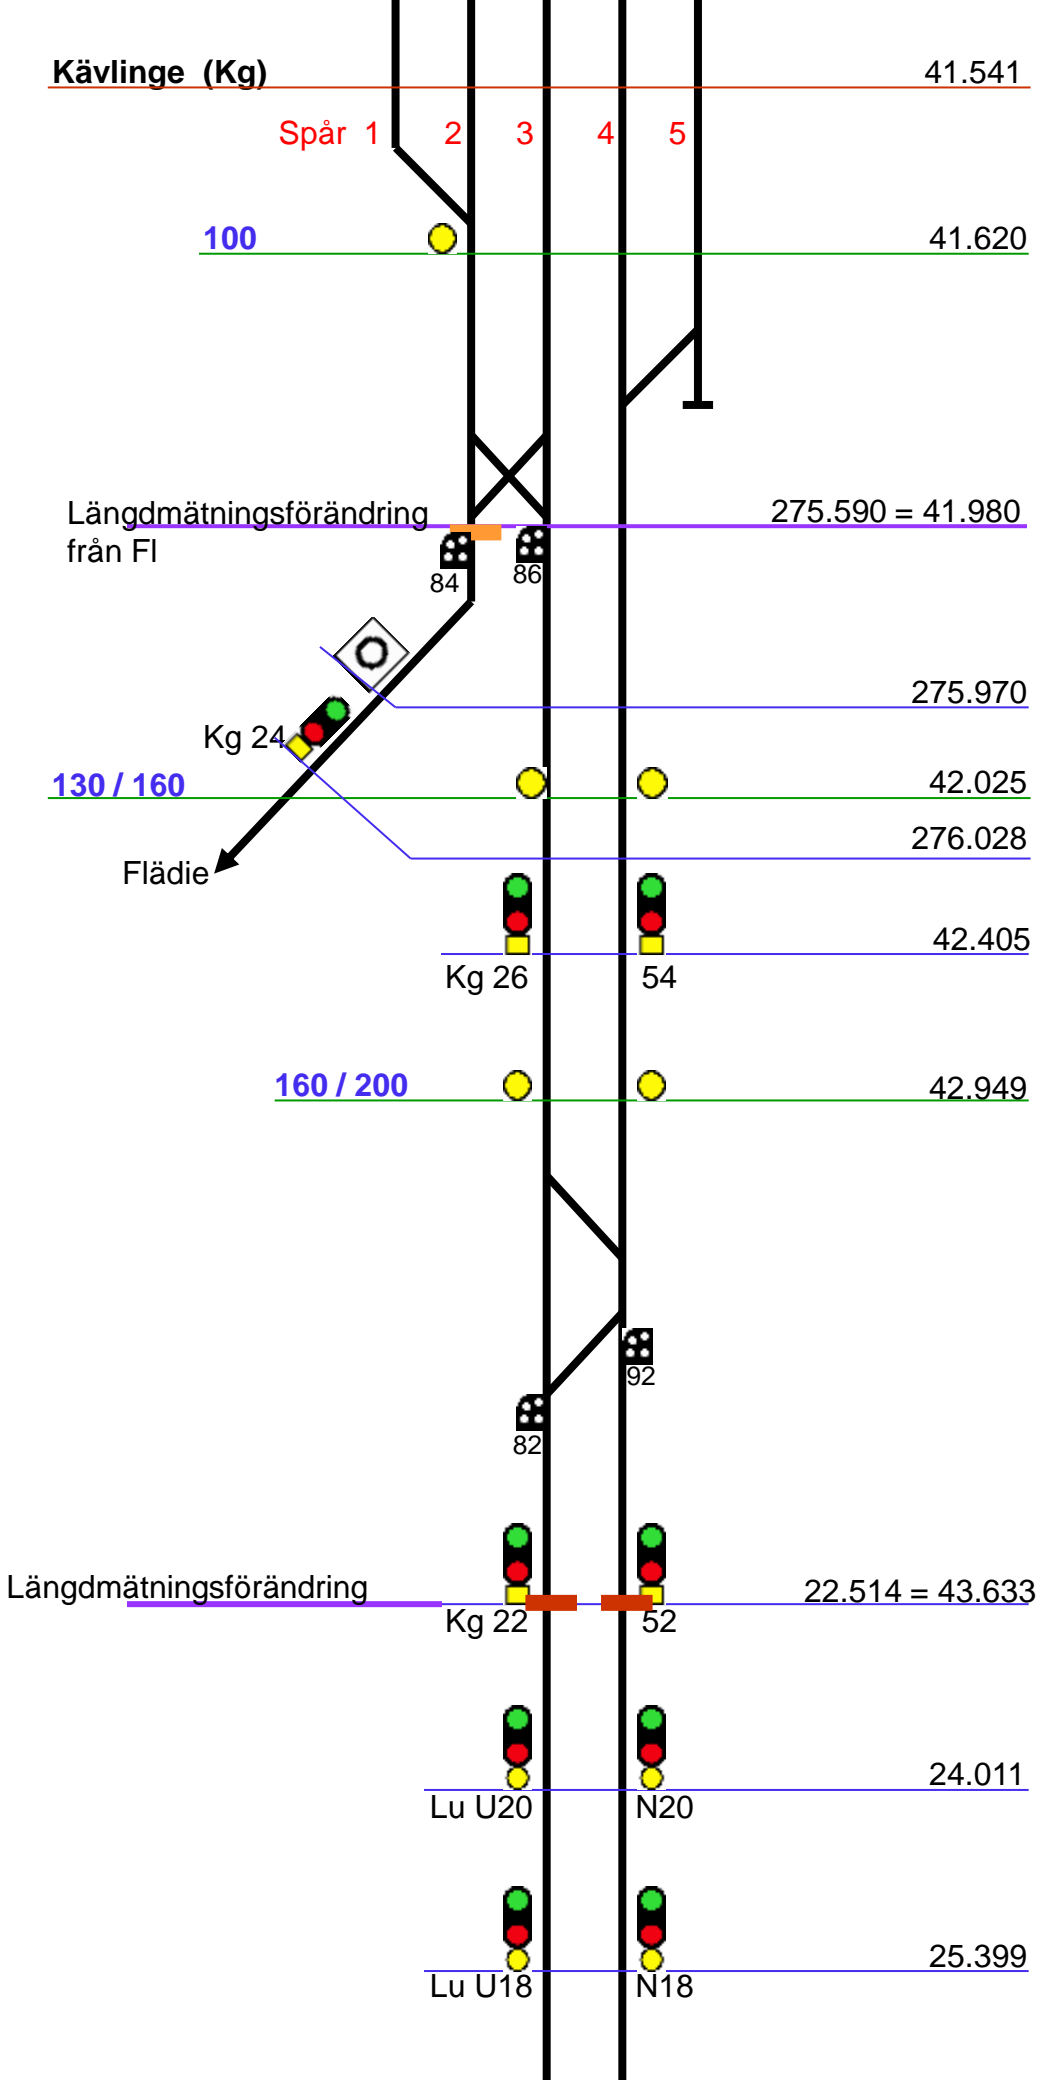 Kävlinge (Kg) 41.541
Spår 1 2 3 4 5
100 41.620
Längdmätningsförändring 275.590 = 41.980
från Fl
84 86
275.970
Kg 24
130 / 160 42.025
276.028
Flädie
42.405
Kg 26 54
160 / 200 42.949
92
82
Längdmätningsförändring 22.514 = 43.633
Kg 22 52
24.011
Lu U20 N20
25.399
Lu U18 N18